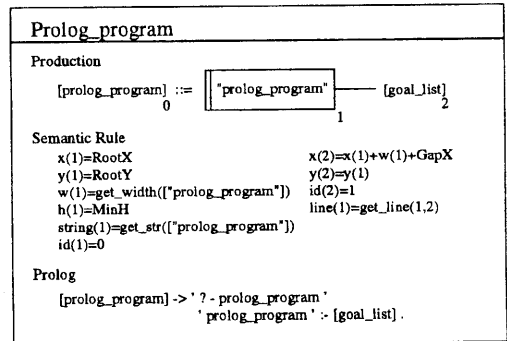 Prolog_program
Production
[prolog_program] ::= "prolog_program" [goal_list]
0 1 2
Semantic Rule
x(1)=RootX x(2)=x(1)+w(1)+GapX
y(1)=RootY y(2)=y(1)
w(1)=get_width(["prolog_program"]) id(2)=1
h(1)=MinH line(1)=get_line(1,2)
string(1)=get_str(["prolog_program"])
id(1)=0
Prolog
[prolog_program] -> ' ? - prolog_program '
' prolog_program ' :- [goal_list] .